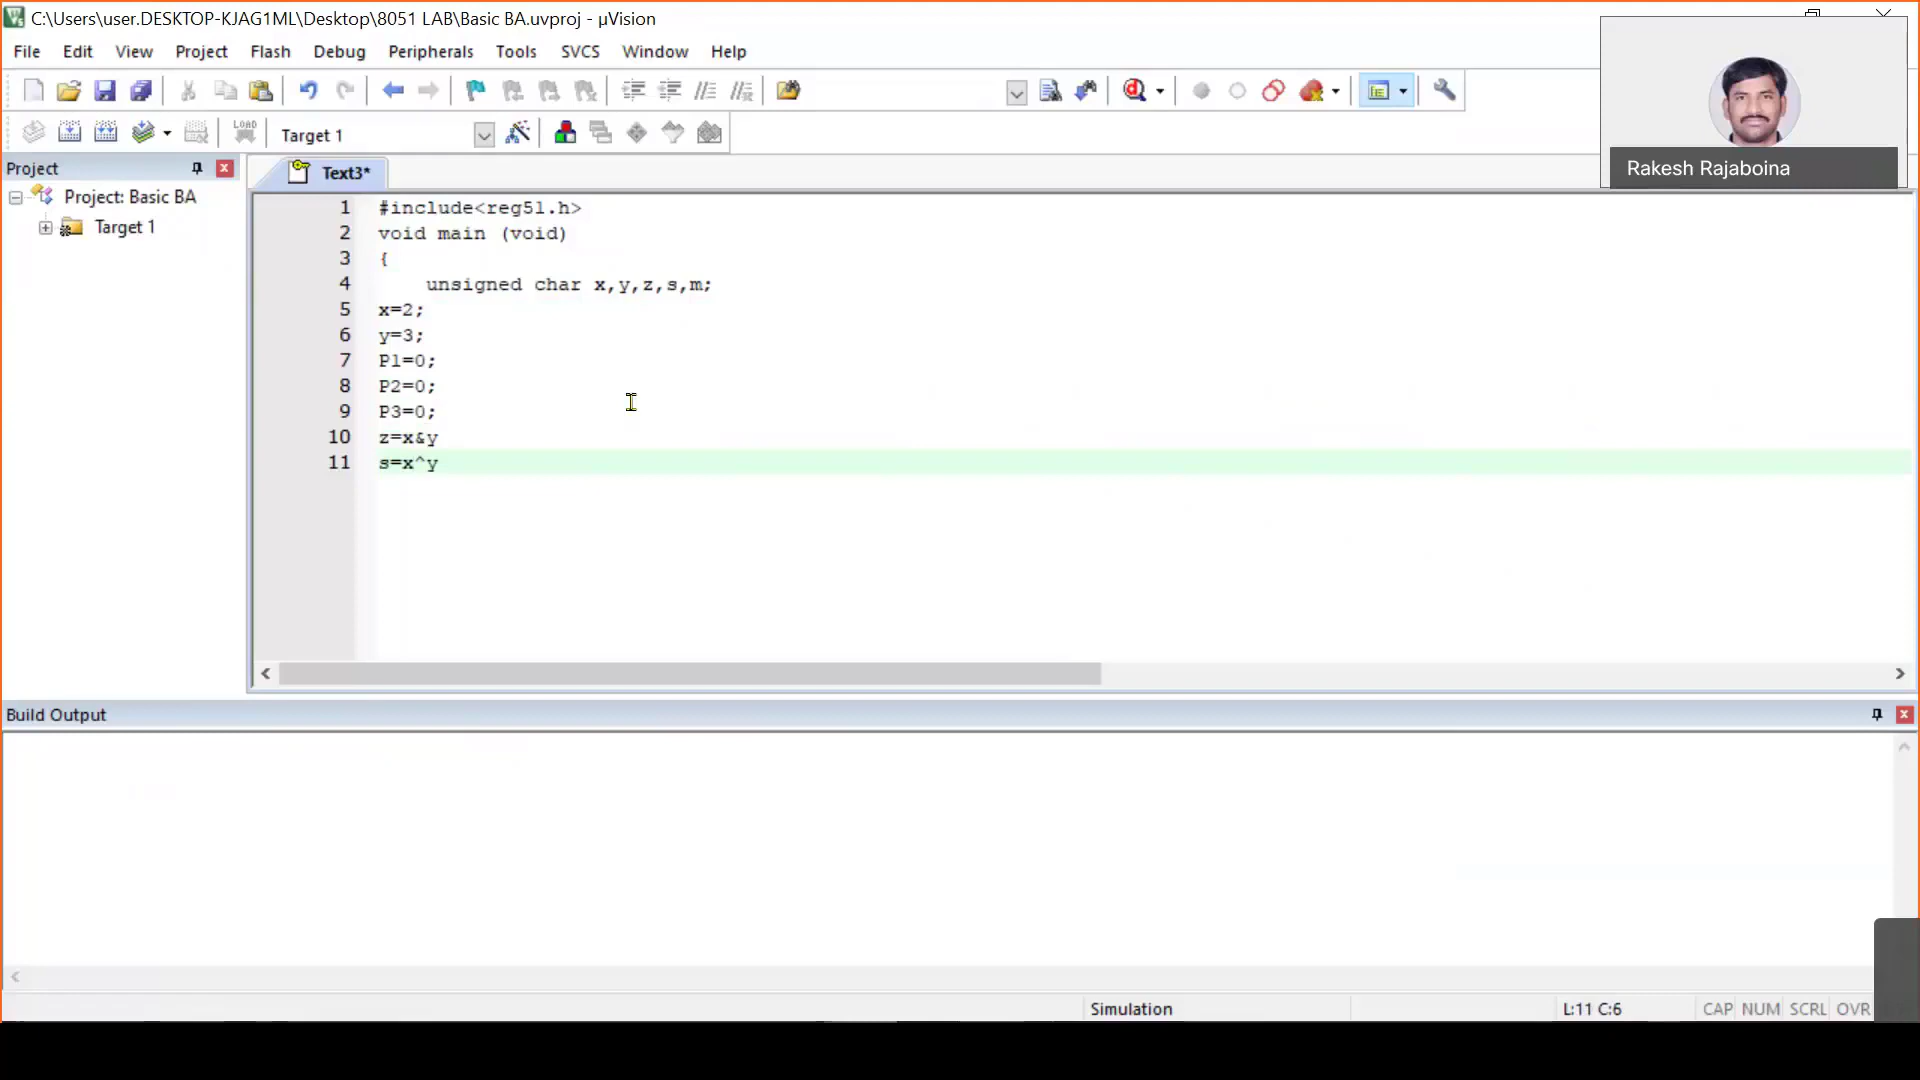 C:\Users\user.DESKTOP-KJAG1ML\Desktop\8051 LAB\Basic BA.uvproj - µVision
File Edit View Project Flash Debug Peripherals Tools SVCS Window Help
LOAD
Target 1
Rakesh Rajaboina
Project
Project: Basic BA
Target 1
Text3*
1 #include<reg51.h>
2 void main (void)
3 {
4 unsigned char x,y,z,s,m;
5 x=2;
6 y=3;
7 P1=0;
8 P2=0;
9 P3=0;
10 z=x&y
11 s=x^y
Build Output
Simulation
L:11 C:6
CAP NUM SCRL OVR